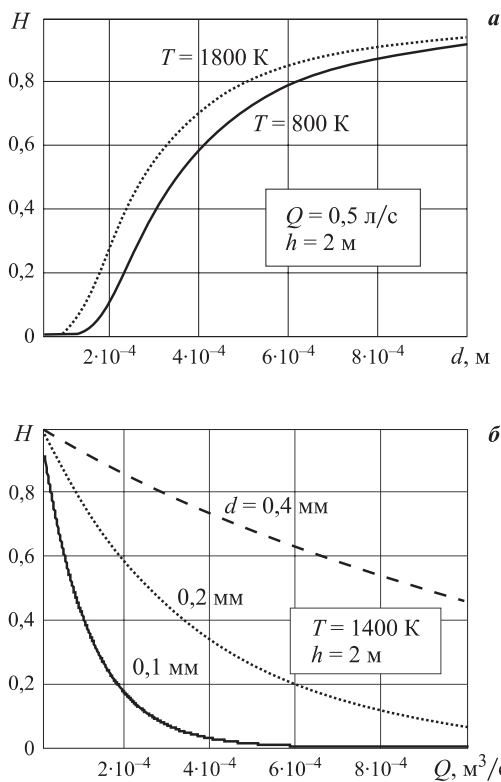 H
а
0,8
T = 1800 К
T = 800 К
0,6
0,4
Q = 0,5 л/с
h = 2 м
0,2
0
2·10⁻⁴ 4·10⁻⁴ 6·10⁻⁴ 8·10⁻⁴ d, м
H
б
0,8
d = 0,4 мм
0,6
0,2 мм
0,4
T = 1400 К
h = 2 м
0,2
0,1 мм
0
2·10⁻⁴ 4·10⁻⁴ 6·10⁻⁴ 8·10⁻⁴ Q, м³/с